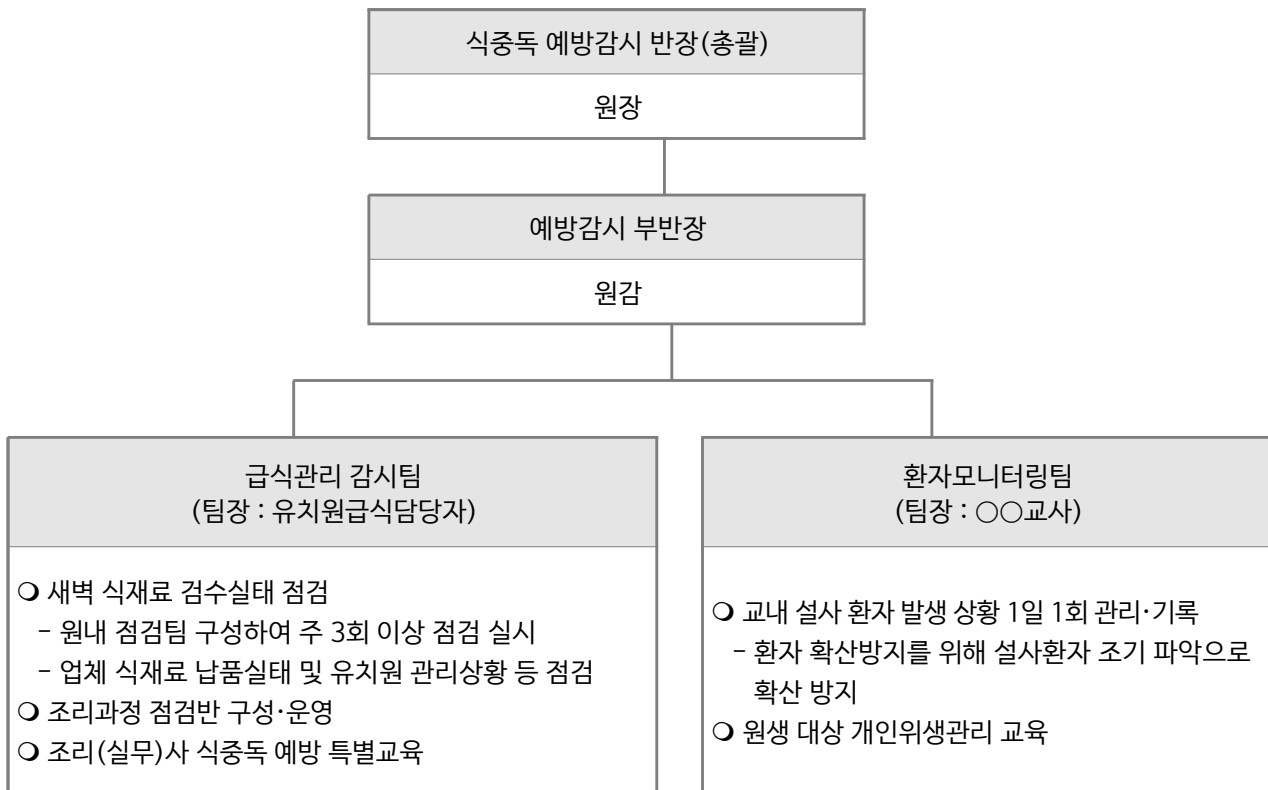 식중독 예방감시 반장(총괄)
원장
예방감시 부반장
원감
급식관리 감시팀
(팀장 : 유치원급식담당자)
❍ 새벽 식재료 검수실태 점검
- 원내 점검팀 구성하여 주 3회 이상 점검 실시
- 업체 식재료 납품실태 및 유치원 관리상황 등 점검
❍ 조리과정 점검반 구성·운영
❍ 조리(실무)사 식중독 예방 특별교육
환자모니터링팀
(팀장 : ○○교사)
❍ 교내 설사 환자 발생 상황 1일 1회 관리·기록
- 환자 확산방지를 위해 설사환자 조기 파악으로
확산 방지
❍ 원생 대상 개인위생관리 교육